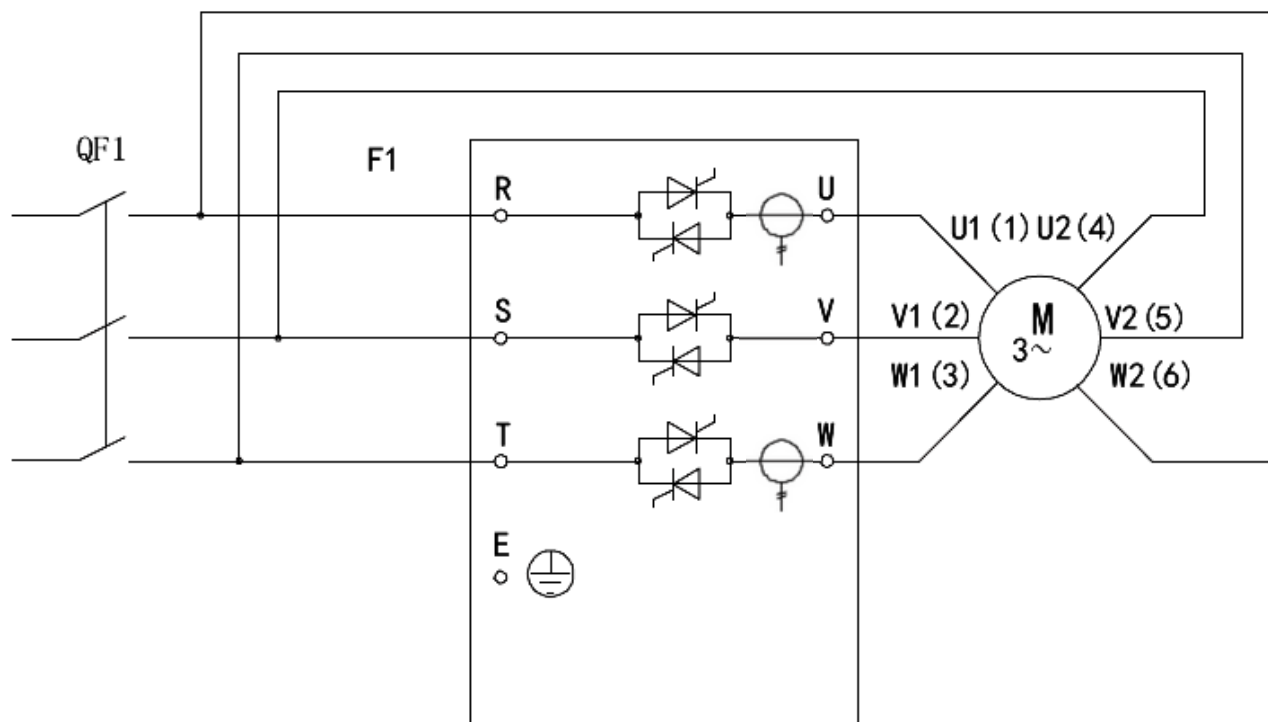 QF1
F1
R
U
U1(1) U2(4)
S
V
V1(2)
M
3~
V2(5)
W1(3)
W2(6)
T
W
E